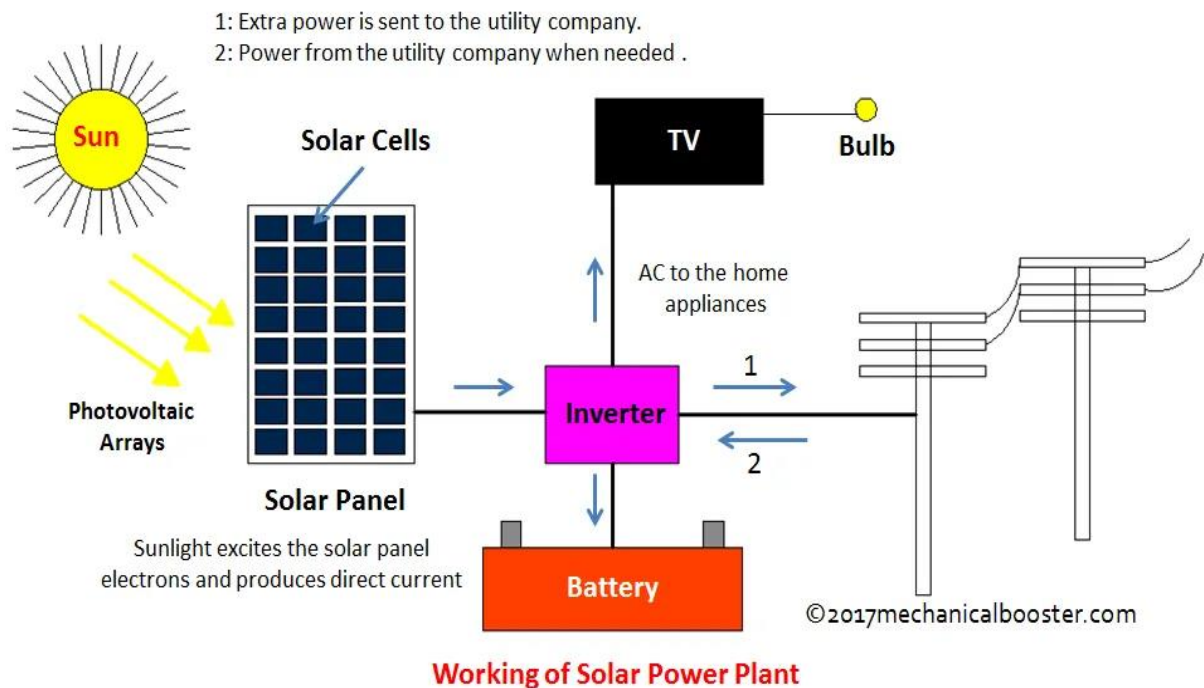 1: Extra power is sent to the utility company.
2: Power from the utility company when needed .
Sun
Solar Cells
TV
Bulb
AC to the home
appliances
Photovoltaic
Arrays
1
Inverter
2
Solar Panel
Sunlight excites the solar panel
electrons and produces direct current
Battery
©2017mechanicalbooster.com
Working of Solar Power Plant